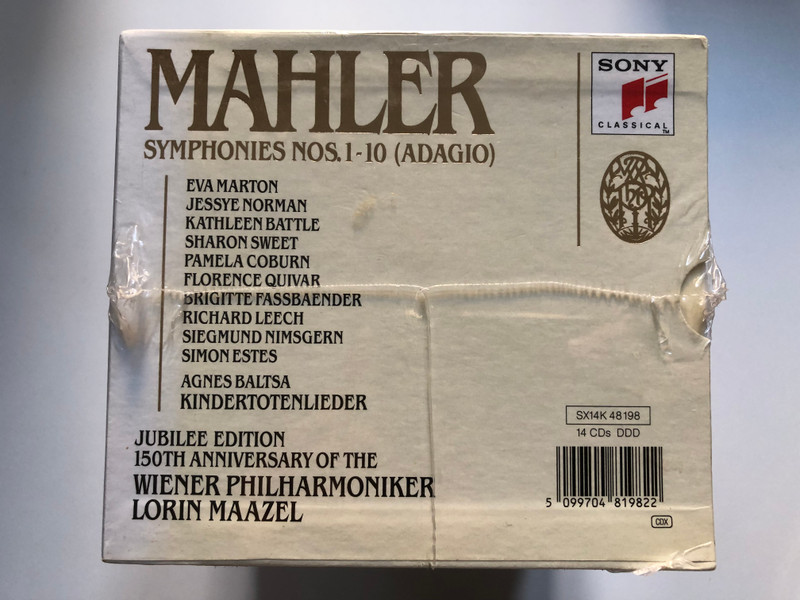 MAHLER
SYMPHONIES NOS. 1-10 (ADAGIO)
EVA MARTON
JESSYE NORMAN
KATHLEEN BATTLE
SHARON SWEET
PAMELA COBURN
FLORENCE QUIVAR
BRIGITTE FASSBAENDER
RICHARD LEECH
SIEGMUND NIMSGERN
SIMON ESTES
AGNES BALTSA
KINDERTOTENLIEDER
JUBILEE EDITION
150TH ANNIVERSARY OF THE
WIENER PHILHARMONIKER
LORIN MAAZEL
SONY
CLASSICAL TM
SX14K 48198
14 CDs DDD
5 099704 819822
CDX